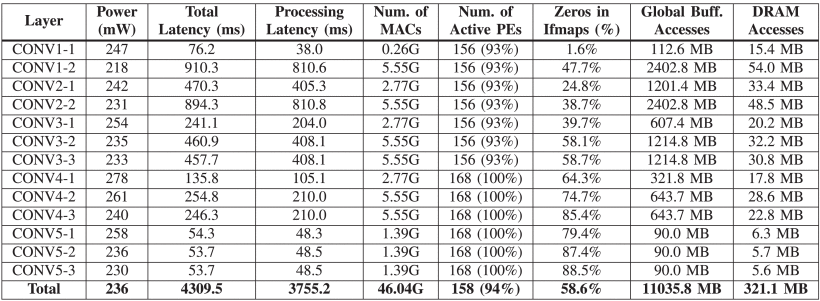 Layer Power (mW) Total Latency (ms) Processing Latency (ms) Num. of MACs Num. of Active PEs Zeros in Ifmaps (%) Global Buff. Accesses DRAM Accesses
CONV1-1 247 76.2 38.0 0.26G 156 (93%) 1.6% 112.6 MB 15.4 MB
CONV1-2 218 910.3 810.6 5.55G 156 (93%) 47.7% 2402.8 MB 54.0 MB
CONV2-1 242 470.3 405.3 2.77G 156 (93%) 24.8% 1201.4 MB 33.4 MB
CONV2-2 231 894.3 810.8 5.55G 156 (93%) 38.7% 2402.8 MB 48.5 MB
CONV3-1 254 241.1 204.0 2.77G 156 (93%) 39.7% 607.4 MB 20.2 MB
CONV3-2 235 460.9 408.1 5.55G 156 (93%) 58.1% 1214.8 MB 32.2 MB
CONV3-3 233 457.7 408.1 5.55G 156 (93%) 58.7% 1214.8 MB 30.8 MB
CONV4-1 278 135.8 105.1 2.77G 168 (100%) 64.3% 321.8 MB 17.8 MB
CONV4-2 261 254.8 210.0 5.55G 168 (100%) 74.7% 643.7 MB 28.6 MB
CONV4-3 240 246.3 210.0 5.55G 168 (100%) 85.4% 643.7 MB 22.8 MB
CONV5-1 258 54.3 48.3 1.39G 168 (100%) 79.4% 90.0 MB 6.3 MB
CONV5-2 236 53.7 48.5 1.39G 168 (100%) 87.4% 90.0 MB 5.7 MB
CONV5-3 230 53.7 48.5 1.39G 168 (100%) 88.5% 90.0 MB 5.6 MB
Total 236 4309.5 3755.2 46.04G 158 (94%) 58.6% 11035.8 MB 321.1 MB